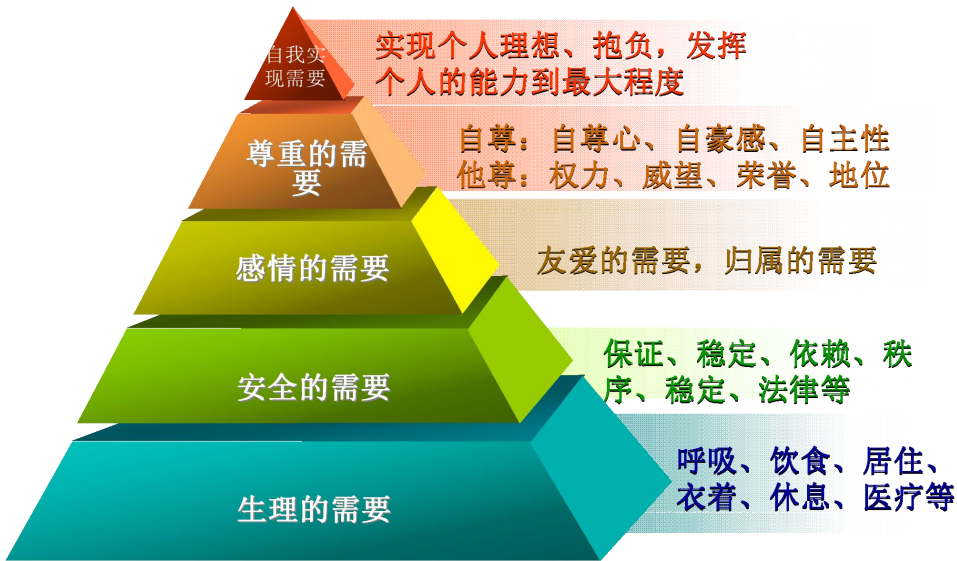 自我实
现需要
实现个人理想、抱负，发挥
个人的能力到最大程度
尊重的需
要
自尊：自尊心、自豪感、自主性
他尊：权力、威望、荣誉、地位
感情的需要
友爱的需要，归属的需要
安全的需要
保证、稳定、依赖、秩
序、稳定、法律等
生理的需要
呼吸、饮食、居住、
衣着、休息、医疗等